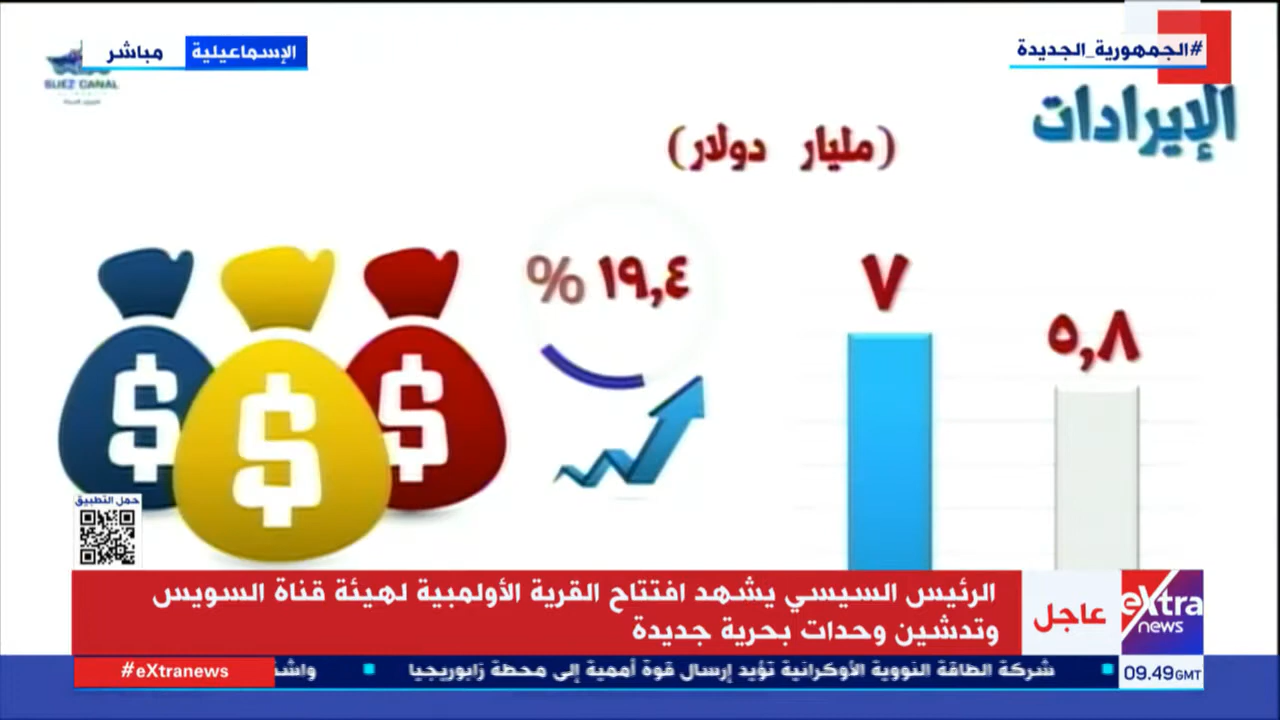 #الجمهورية_الجديدة
الإسماعيلية مباشر
SUEZ CANAL
الإيرادات
(مليار دولار)
٥,٨
٧
١٩,٤ %
$ $ $
حمل التطبيق
عاجل
الرئيس السيسي يشهد افتتاح القرية الأولمبية لهيئة قناة السويس
وتدشين وحدات بحرية جديدة
eXtra
news
09.49GMT
شركة الطاقة النووية الأوكرانية تؤيد إرسال قوة أممية إلى محطة زابوريجيا
واشنـ
#eXtranews